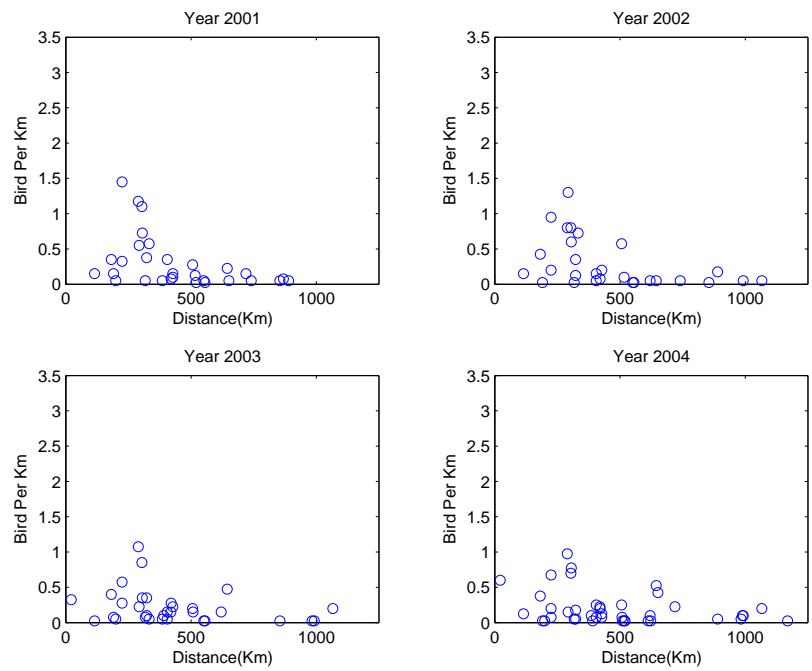 Year 2001
3.5
3
2.5
2
1.5
1
0.5
0
Bird Per Km
0 500 1000
Distance(Km)
Year 2002
3.5
3
2.5
2
1.5
1
0.5
0
Bird Per Km
0 500 1000
Distance(Km)
Year 2003
3.5
3
2.5
2
1.5
1
0.5
0
Bird Per Km
0 500 1000
Distance(Km)
Year 2004
3.5
3
2.5
2
1.5
1
0.5
0
Bird Per Km
0 500 1000
Distance(Km)